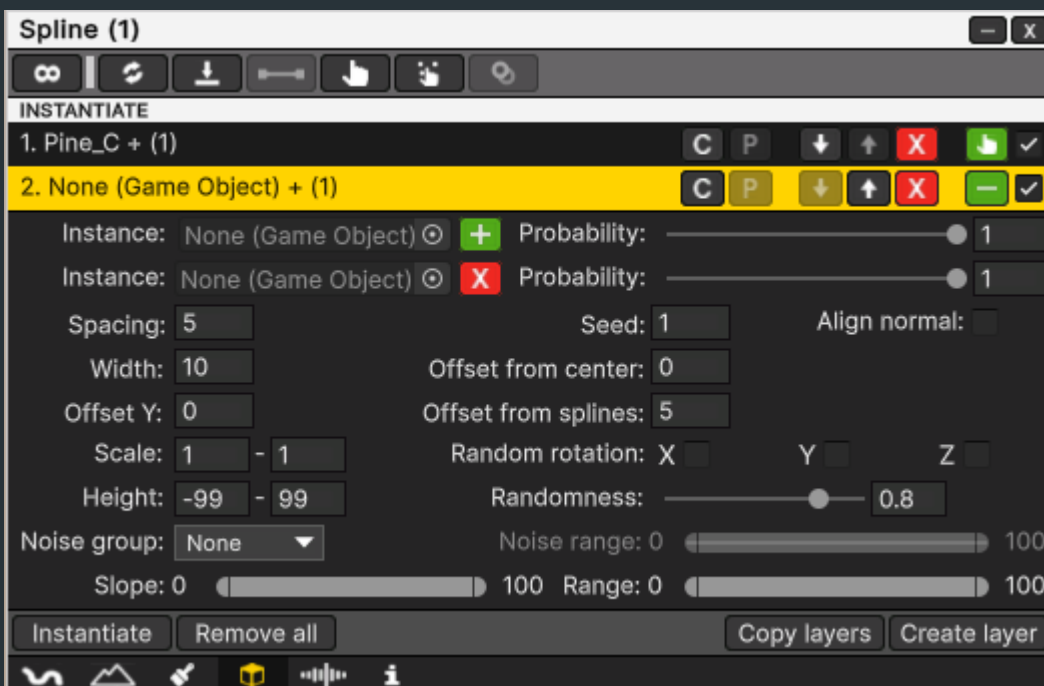 Spline (1)
– X
INSTANTIATE
1. Pine_C + (1) C P X
2. None (Game Object) + (1) C P X
Instance: None (Game Object) + Probability: 1
Instance: None (Game Object) X Probability: 1
Spacing: 5 Seed: 1 Align normal:
Width: 10 Offset from center: 0
Offset Y: 0 Offset from splines: 5
Scale: 1 - 1 Random rotation: X Y Z
Height: -99 - 99 Randomness: 0.8
Noise group: None Noise range: 0 100
Slope: 0 100 Range: 0 100
Instantiate Remove all Copy layers Create layer